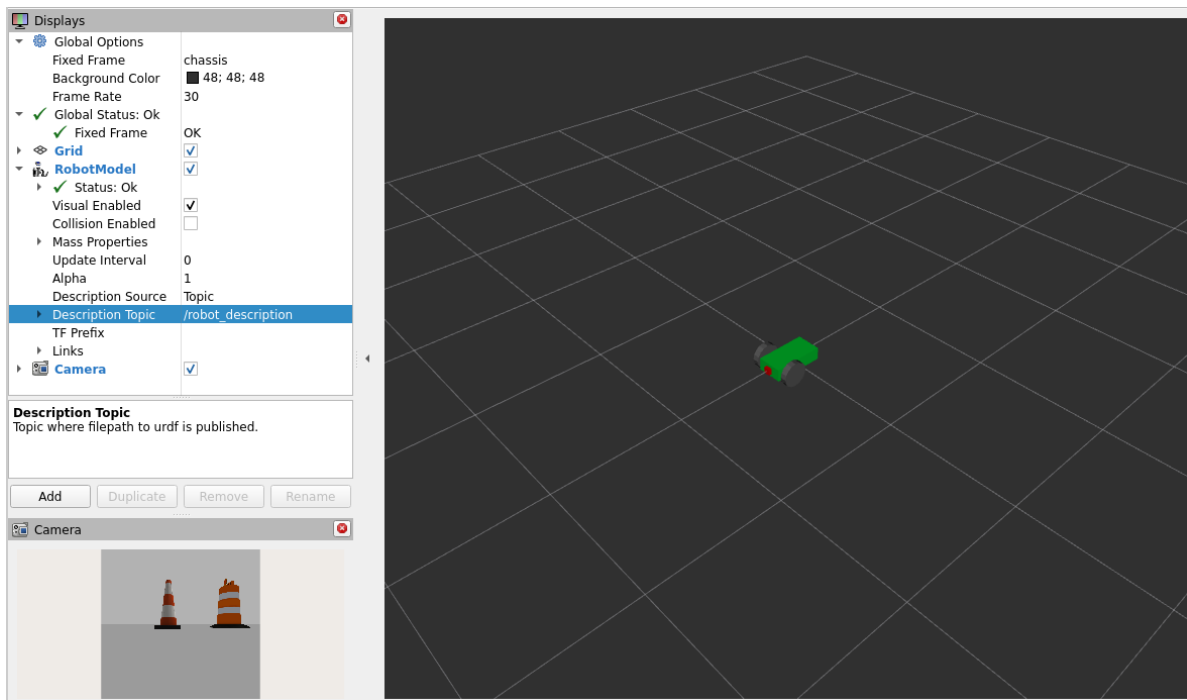 Displays
Global Options
Fixed Frame chassis
Background Color 48; 48; 48
Frame Rate 30
Global Status: Ok
Fixed Frame OK
Grid
RobotModel
Status: Ok
Visual Enabled
Collision Enabled
Mass Properties
Update Interval 0
Alpha 1
Description Source Topic
Description Topic /robot_description
TF Prefix
Links
Camera
Description Topic
Topic where filepath to urdf is published.
Add Duplicate Remove Rename
Camera